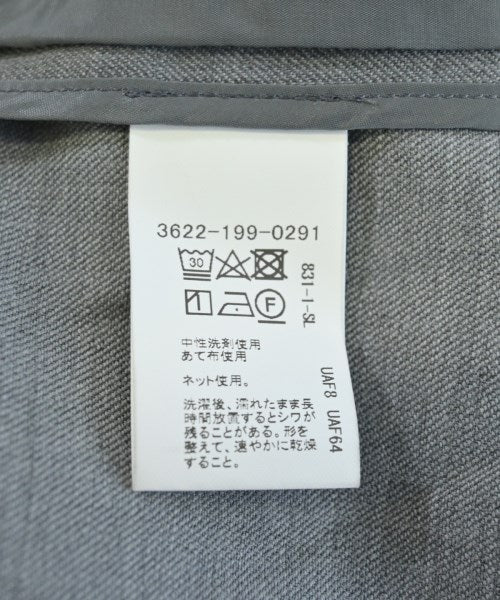 3622-199-0291
30
F
831-1-SL
中性洗剤使用
あて布使用
ネット使用。
洗濯後、濡れたまま長
時間放置するとシワが
残ることがある。形を
整えて、速やかに乾燥
すること。
UAF8 UAF64